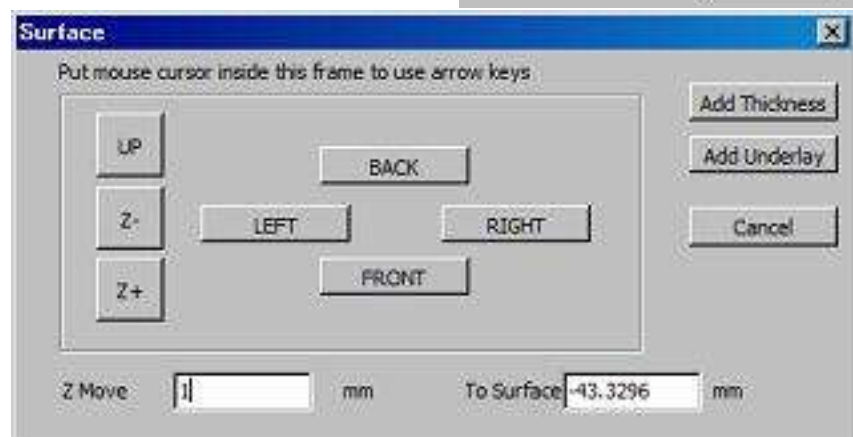 Surface
Put mouse cursor inside this frame to use arrow keys
Add Thickness
UP
BACK
Add Underlay
Z-
LEFT
RIGHT
Cancel
Z+
FRONT
Z Move 1 mm To Surface -43.3296 mm